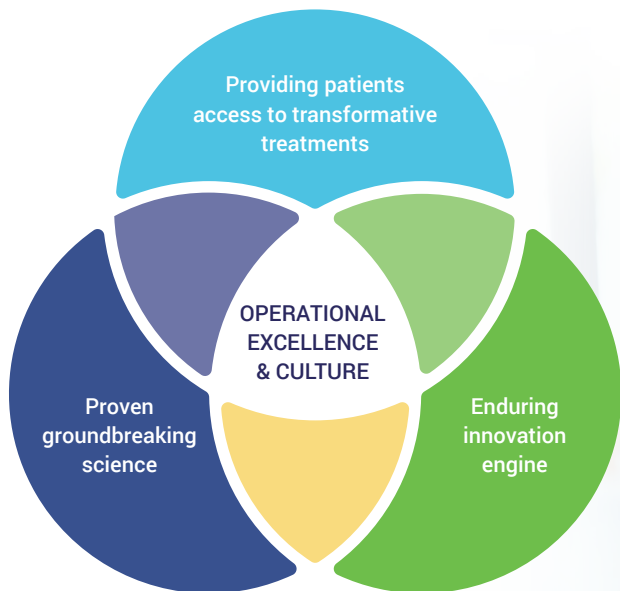 Providing patients
access to transformative
treatments
OPERATIONAL
EXCELLENCE
& CULTURE
Proven
groundbreaking
science
Enduring
innovation
engine